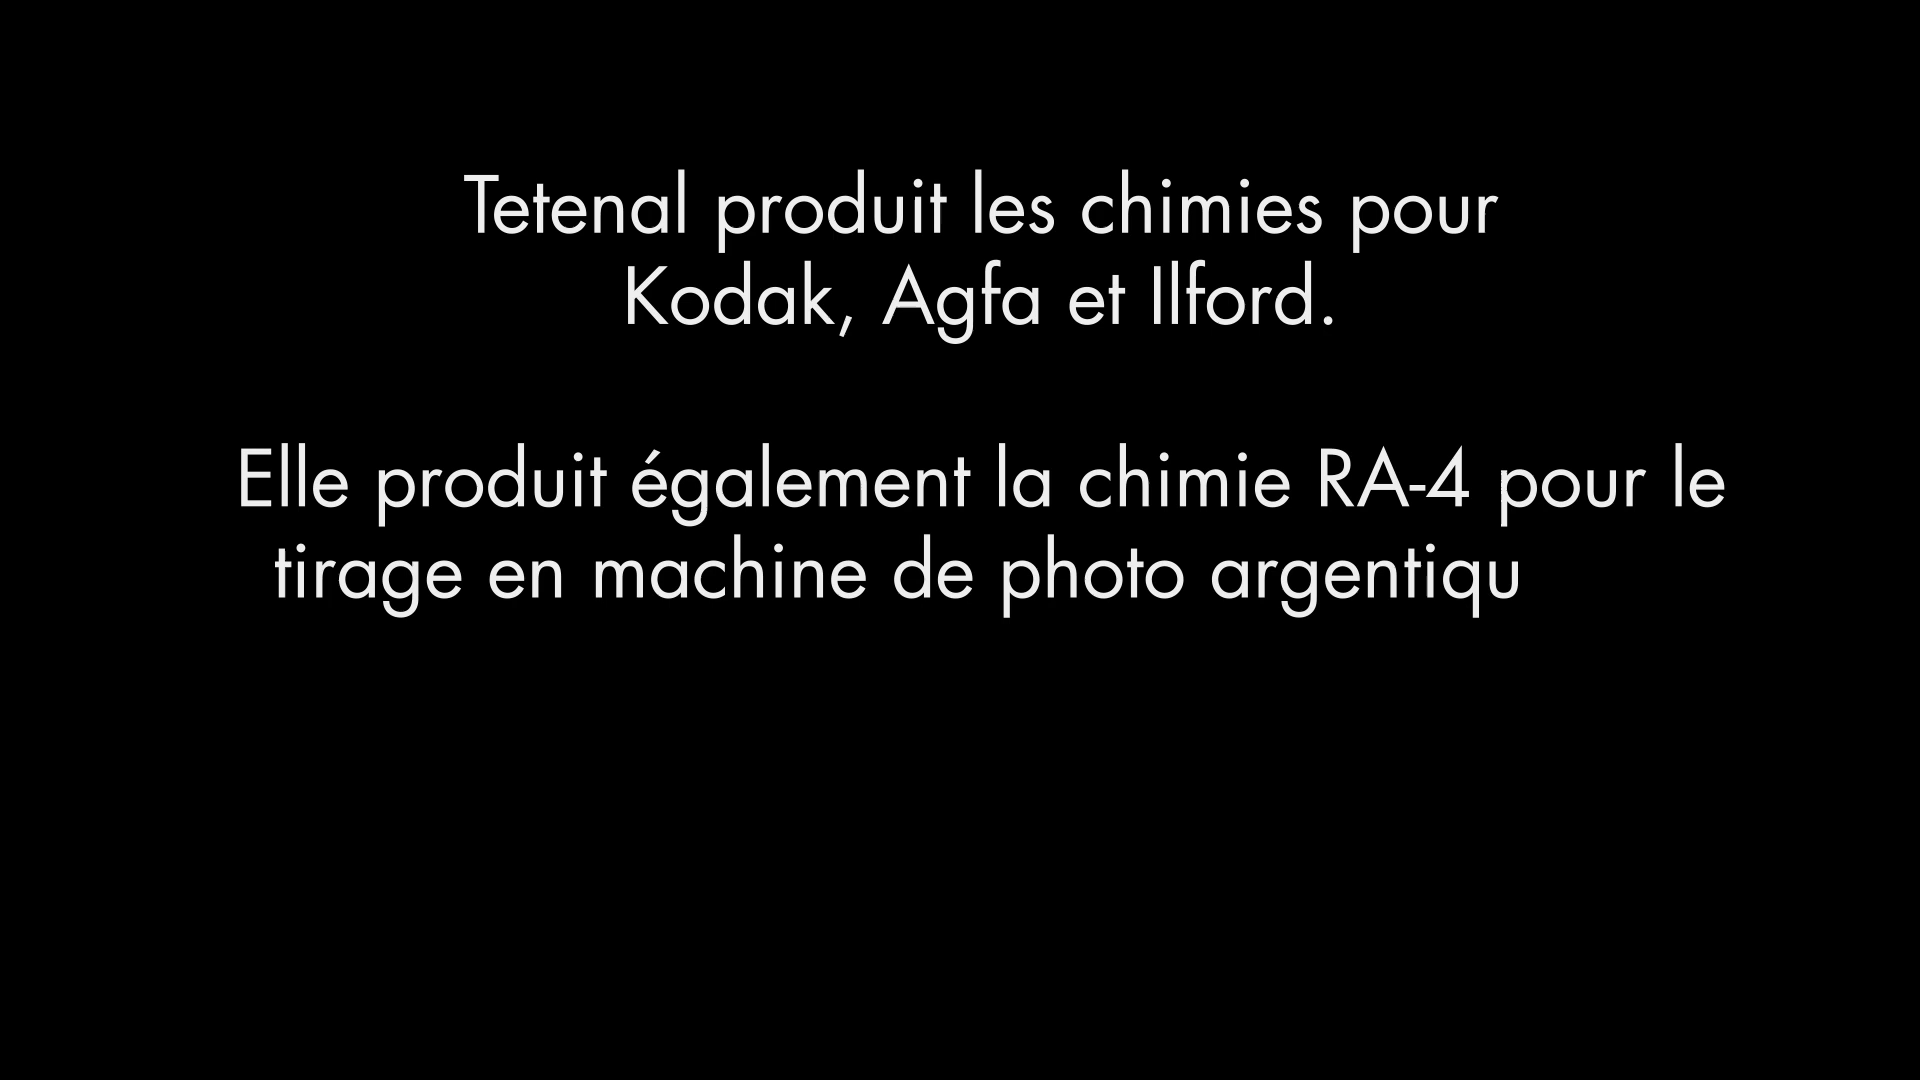 Tetenal produit les chimies pour
Kodak, Agfa et Ilford.
Elle produit également la chimie RA-4 pour le
tirage en machine de photo argentiqu